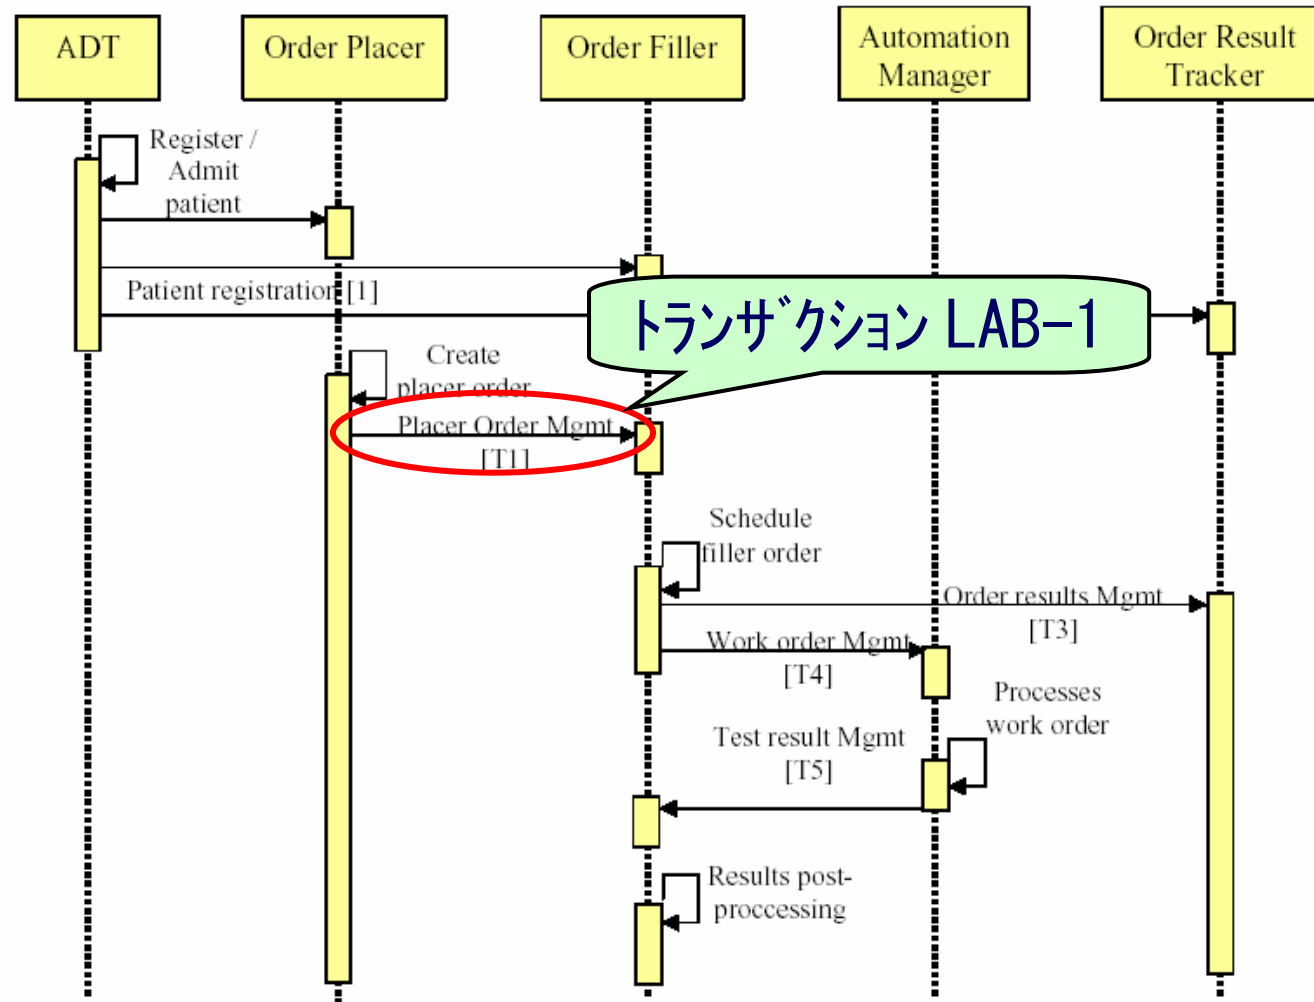 ADT
Order Placer
Order Filler
Automation
Manager
Order Result
Tracker
Register /
Admit
patient
Patient registration [1]
トランザクション LAB-1
Create
placer order
Placer Order Mgmt
[T1]
Schedule
filler order
Order results Mgmt
[T3]
Work order Mgmt
[T4]
Processes
work order
Test result Mgmt
[T5]
Results post-
proccessing